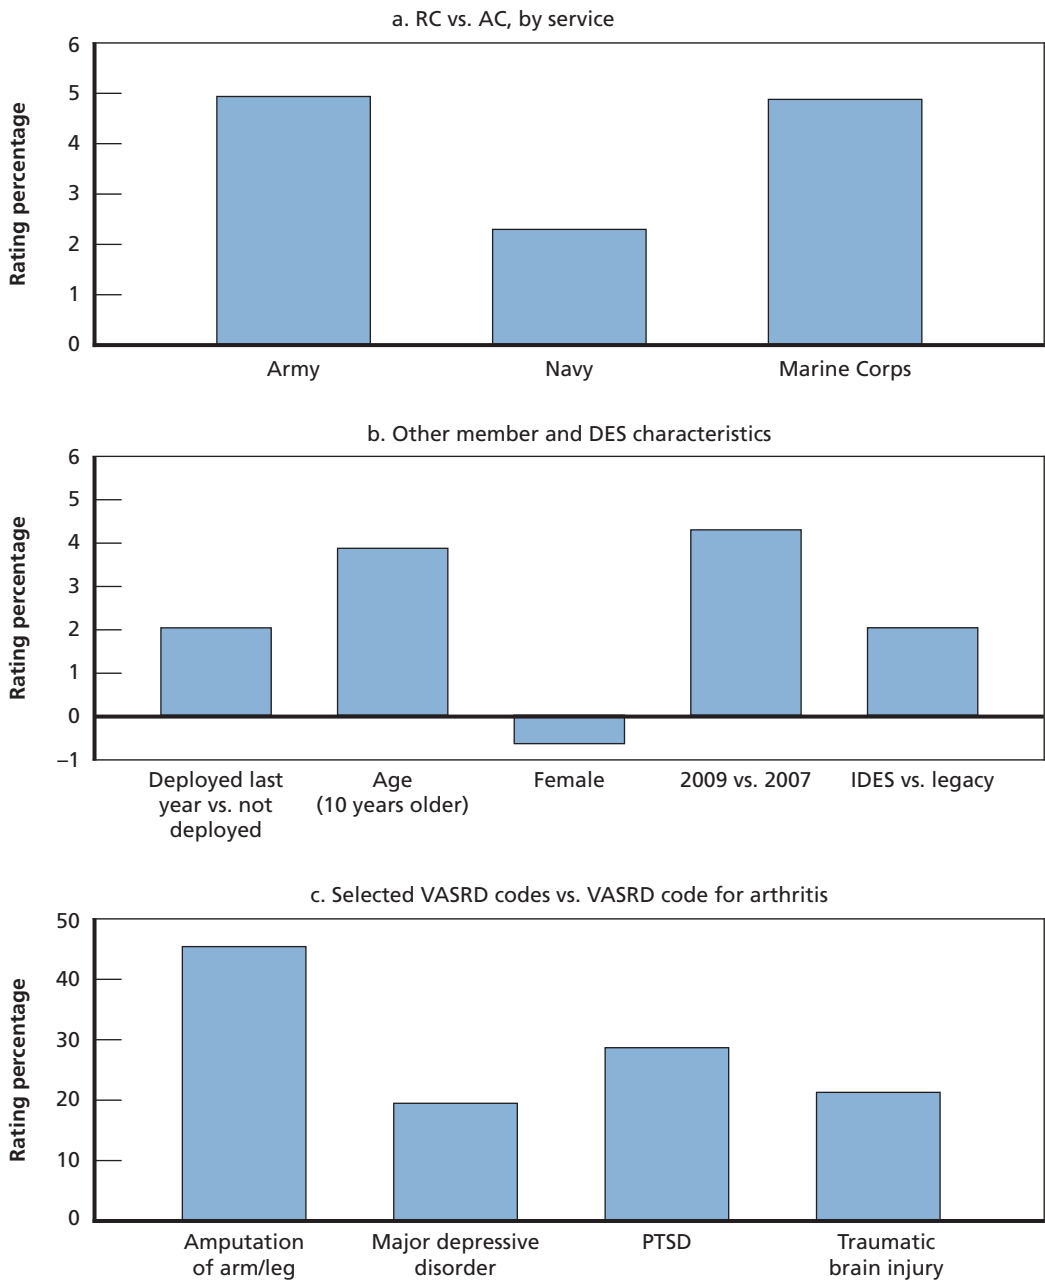 a. RC vs. AC, by service
Rating percentage
6
5
4
3
2
1
0
Army
Navy
Marine Corps
b. Other member and DES characteristics
Rating percentage
6
5
4
3
2
1
0
–1
Deployed last
year vs. not
deployed
Age
(10 years older)
Female
2009 vs. 2007
IDES vs. legacy
c. Selected VASRD codes vs. VASRD code for arthritis
Rating percentage
50
40
30
20
10
0
Amputation
of arm/leg
Major depressive
disorder
PTSD
Traumatic
brain injury